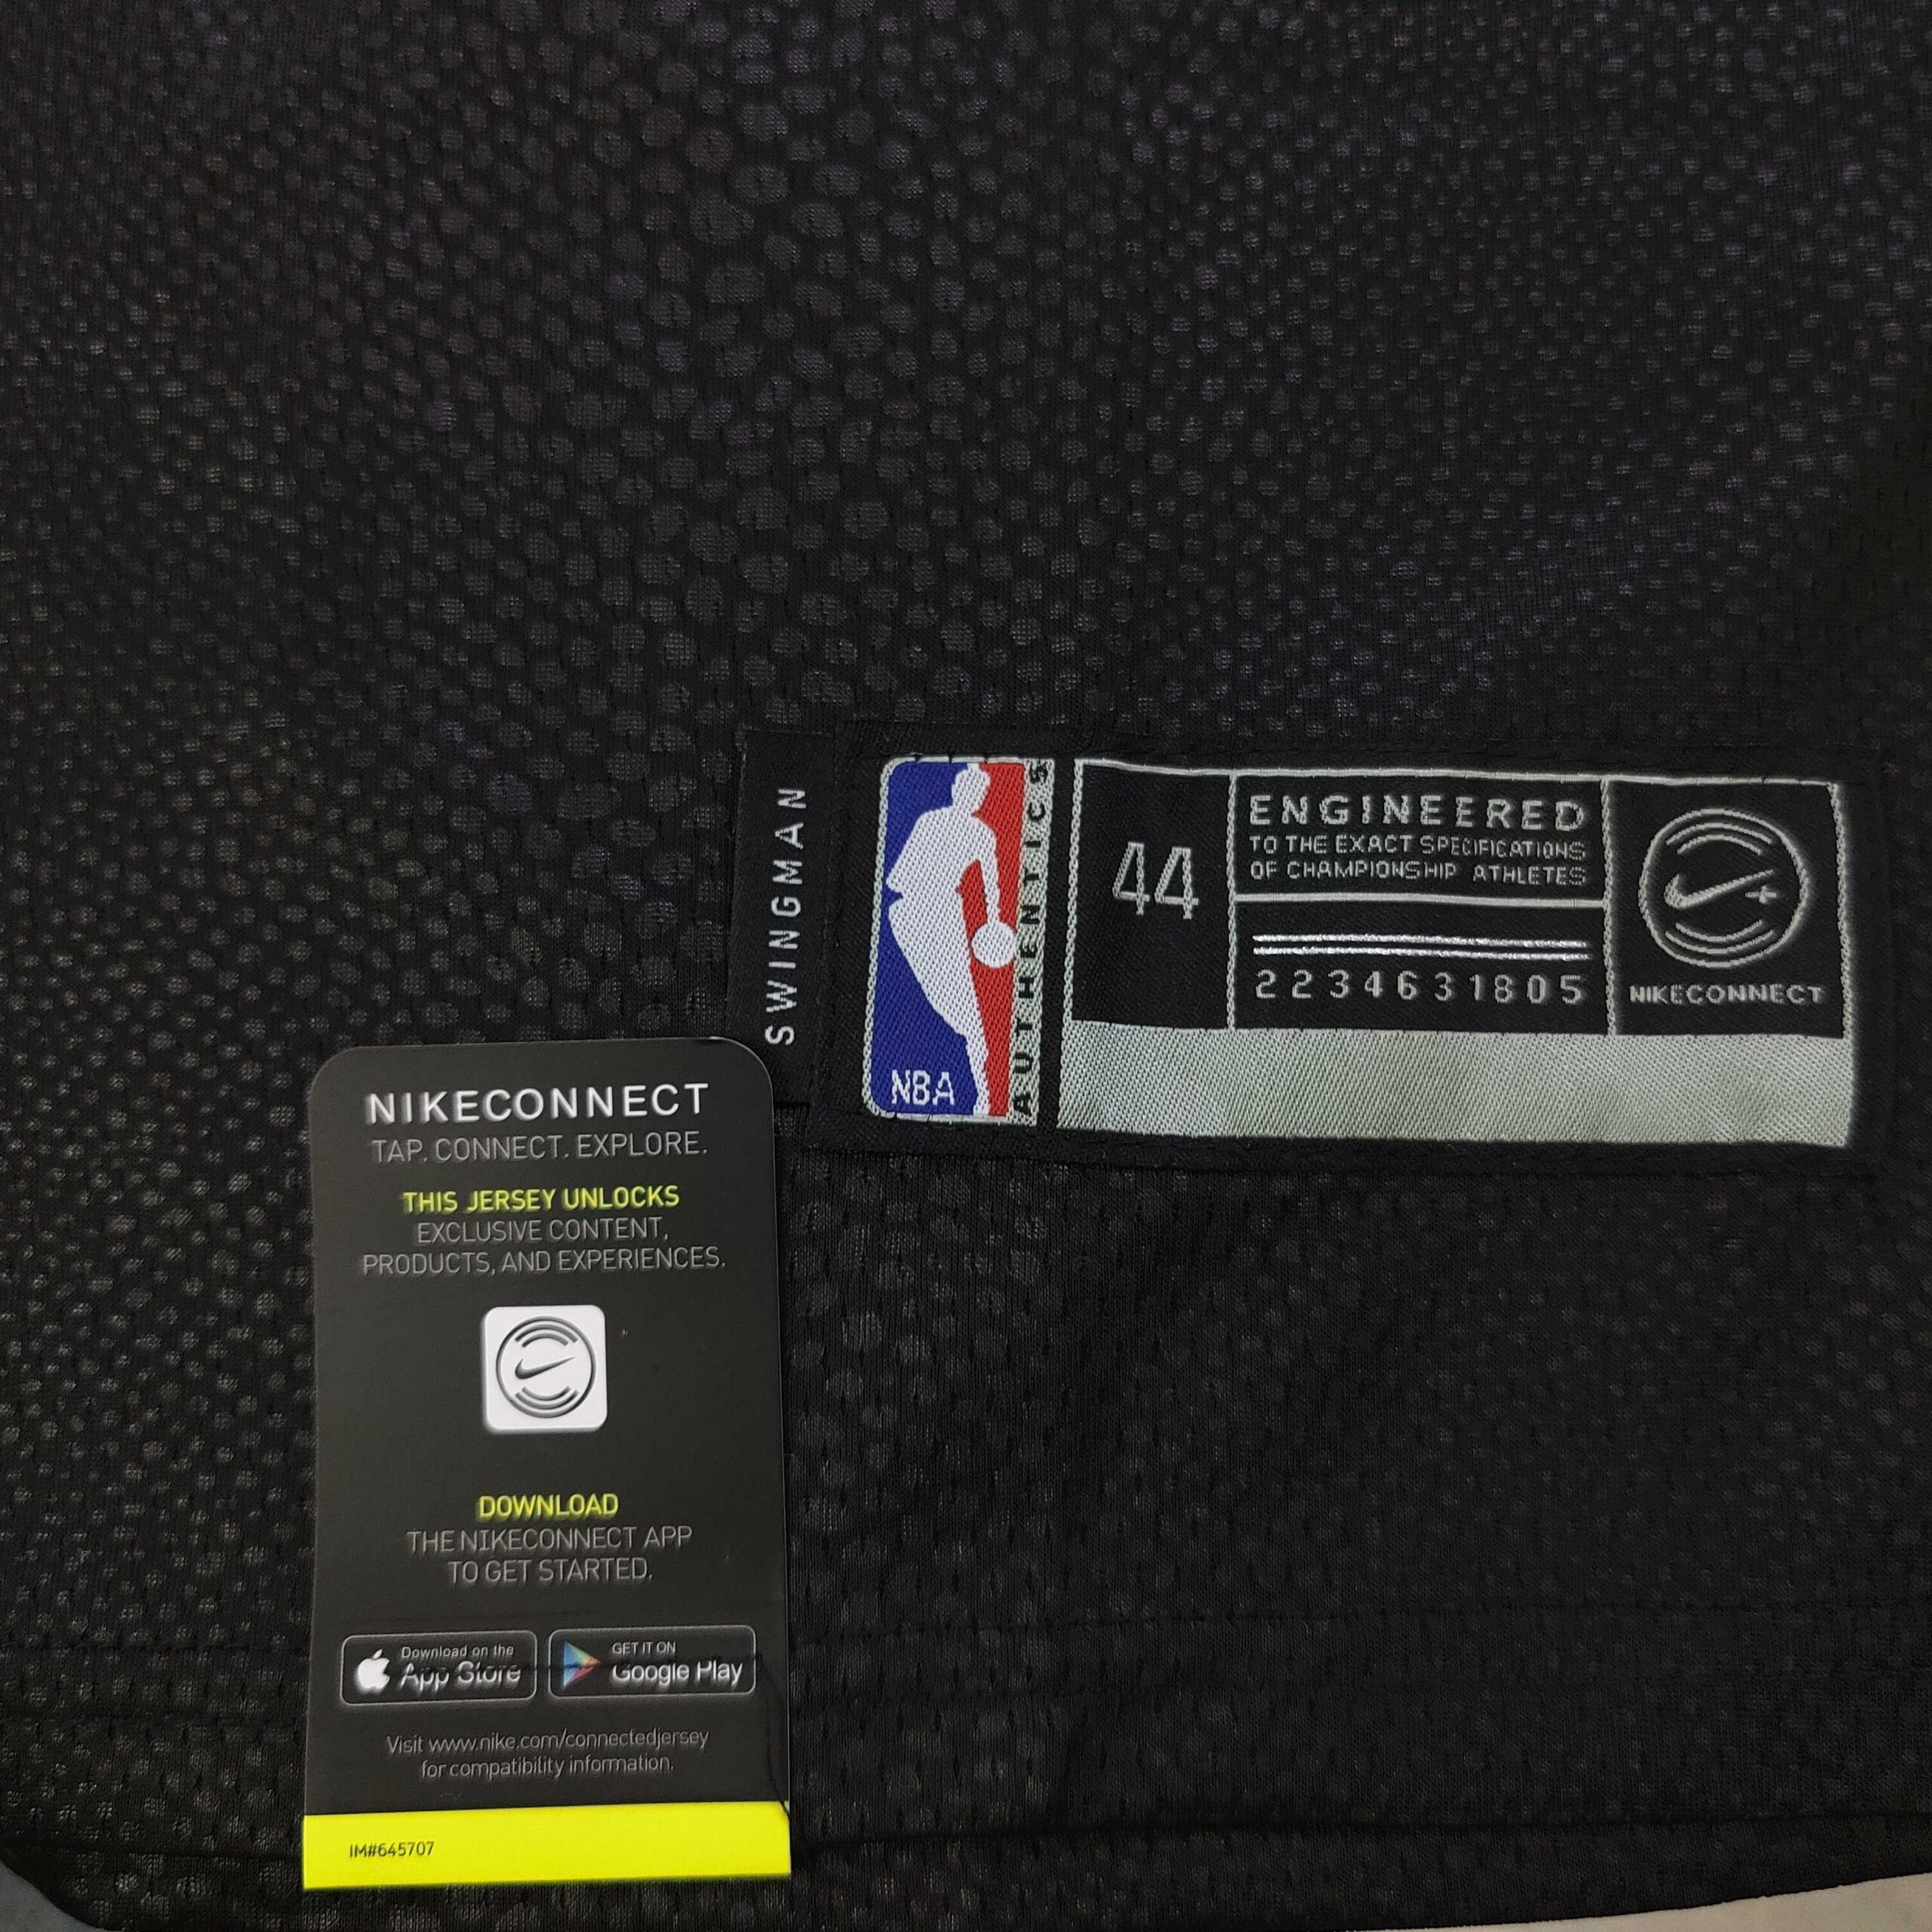 SWINGMAN
NBA
AUTHENTICS
44
ENGINEERED
TO THE EXACT SPECIFICATIONS
OF CHAMPIONSHIP ATHLETES
2234631805
NIKECONNECT
NIKECONNECT
TAP. CONNECT. EXPLORE.
THIS JERSEY UNLOCKS
EXCLUSIVE CONTENT,
PRODUCTS, AND EXPERIENCES.
DOWNLOAD
THE NIKECONNECT APP
TO GET STARTED.
Download on the
App Store
GET IT ON
Google Play
Visit www.nike.com/connectedjersey
for compatibility information.
IM#645707